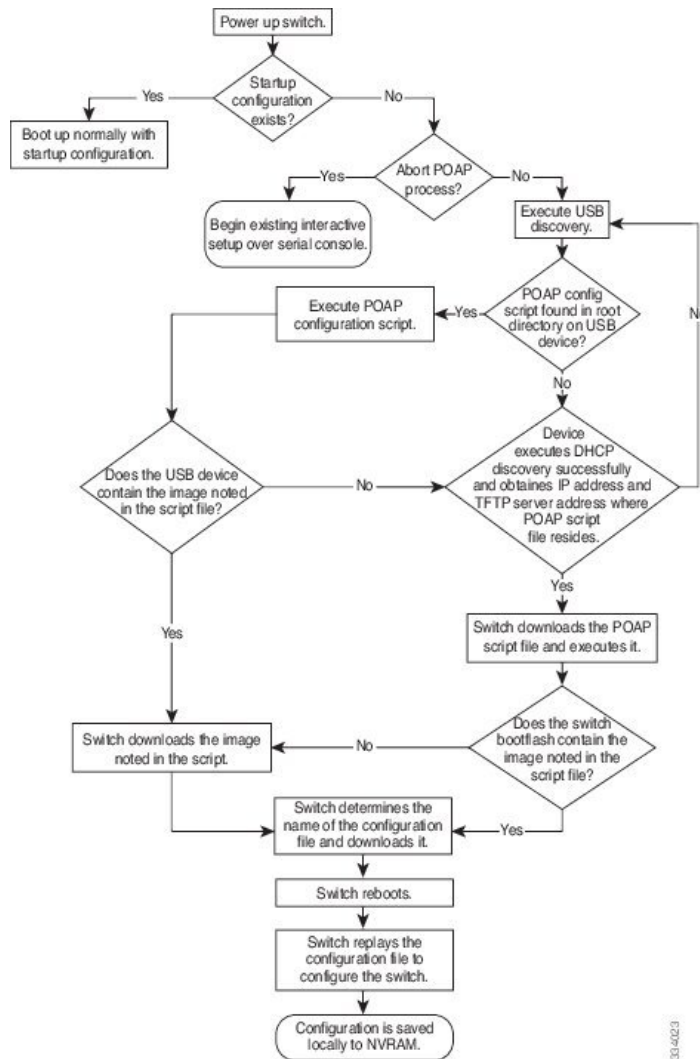 Power up switch.
Startup
configuration
exists?
Yes
No
Boot up normally with
startup configuration.
Abort POAP
process?
Yes
No
Begin existing interactive
setup over serial console.
Execute USB
discovery.
POAP config
script found in root
directory on USB
device?
Yes
Execute POAP
configuration script.
No
Device
executes DHCP
discovery successfully
and obtaines IP address and
TFTP server address where
POAP script
file resides.
Does the USB device
contain the image noted
in the script file?
No
Yes
Yes
Switch downloads the POAP
script file and executes it.
Does the switch
bootflash contain the
image noted in the
script file?
No
Switch downloads the image
noted in the script.
Yes
Switch determines the
name of the configuration
file and downloads it.
Switch reboots.
Switch replays the
configuration file to
configure the switch.
Configuration is saved
locally to NVRAM.
334023